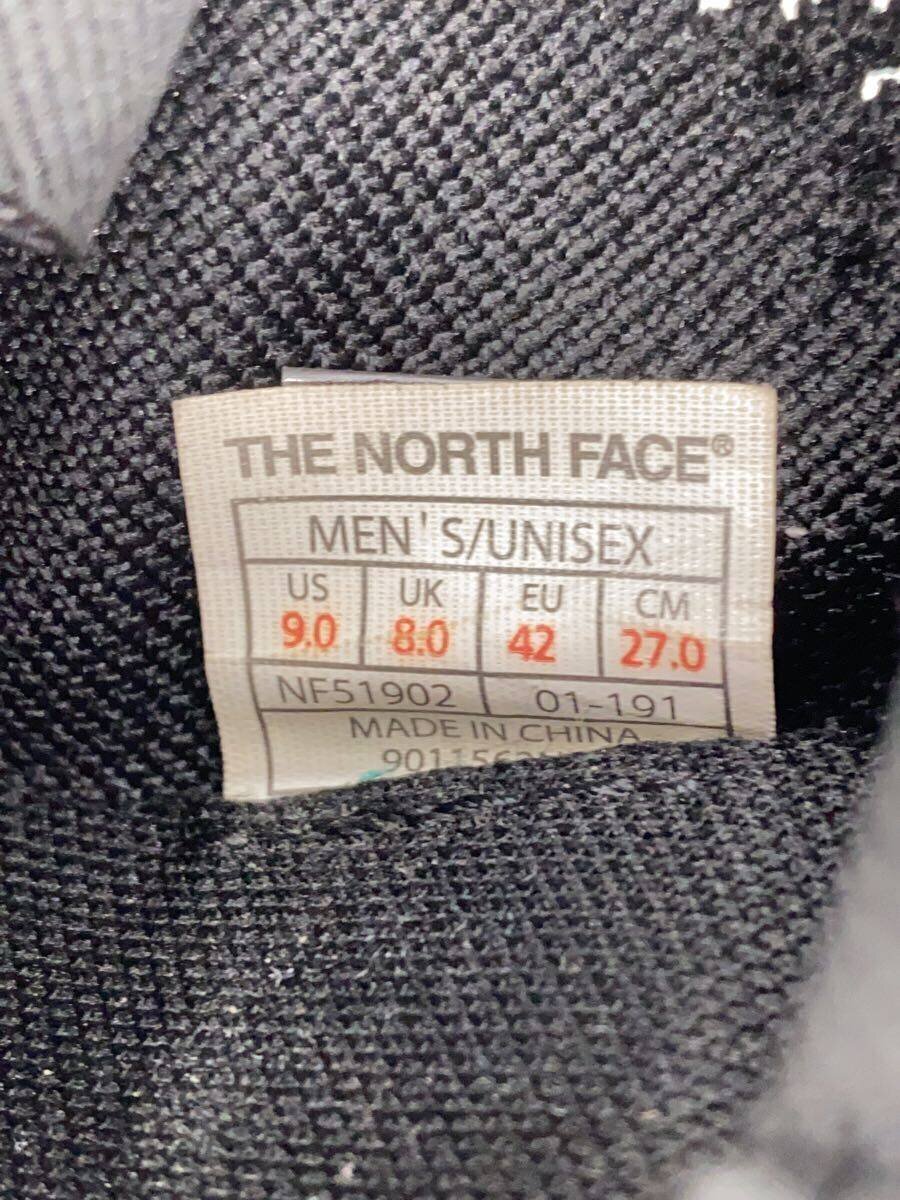 THE NORTH FACE®
MEN'S/UNISEX
US UK EU CM
9.0 8.0 42 27.0
NF51902 01-191
MADE IN CHINA